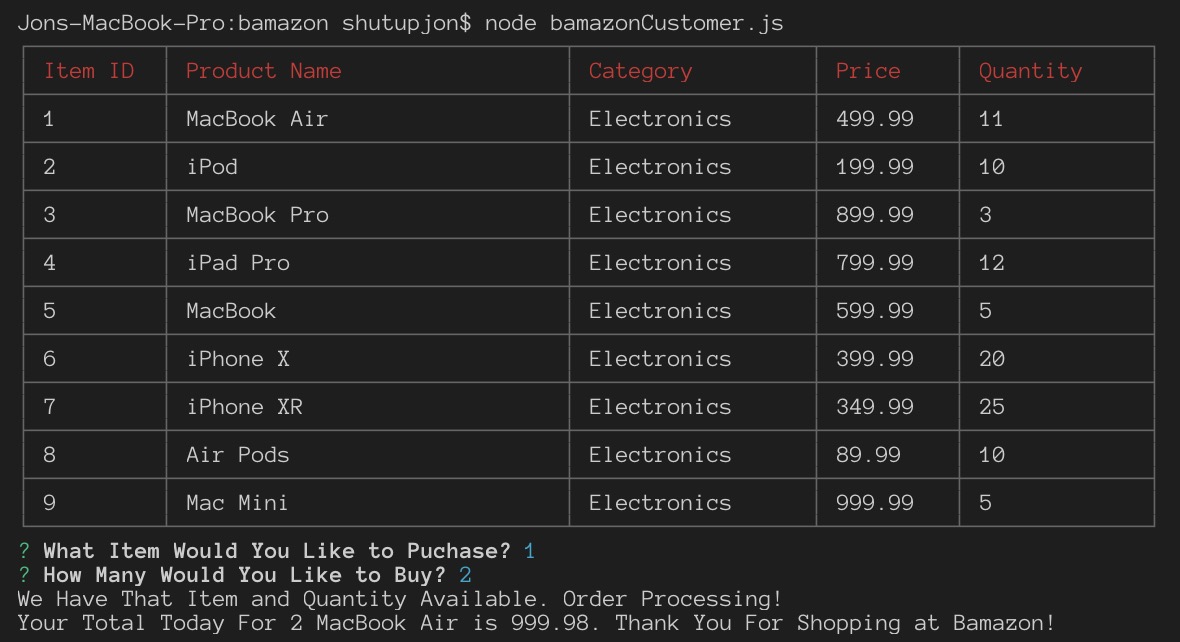 Jons-MacBook-Pro:bamazon shutupjon$ node bamazonCustomer.js
Item ID Product Name Category Price Quantity
1 MacBook Air Electronics 499.99 11
2 iPod Electronics 199.99 10
3 MacBook Pro Electronics 899.99 3
4 iPad Pro Electronics 799.99 12
5 MacBook Electronics 599.99 5
6 iPhone X Electronics 399.99 20
7 iPhone XR Electronics 349.99 25
8 Air Pods Electronics 89.99 10
9 Mac Mini Electronics 999.99 5
? What Item Would You Like to Puchase? 1
? How Many Would You Like to Buy? 2
We Have That Item and Quantity Available. Order Processing!
Your Total Today For 2 MacBook Air is 999.98. Thank You For Shopping at Bamazon!